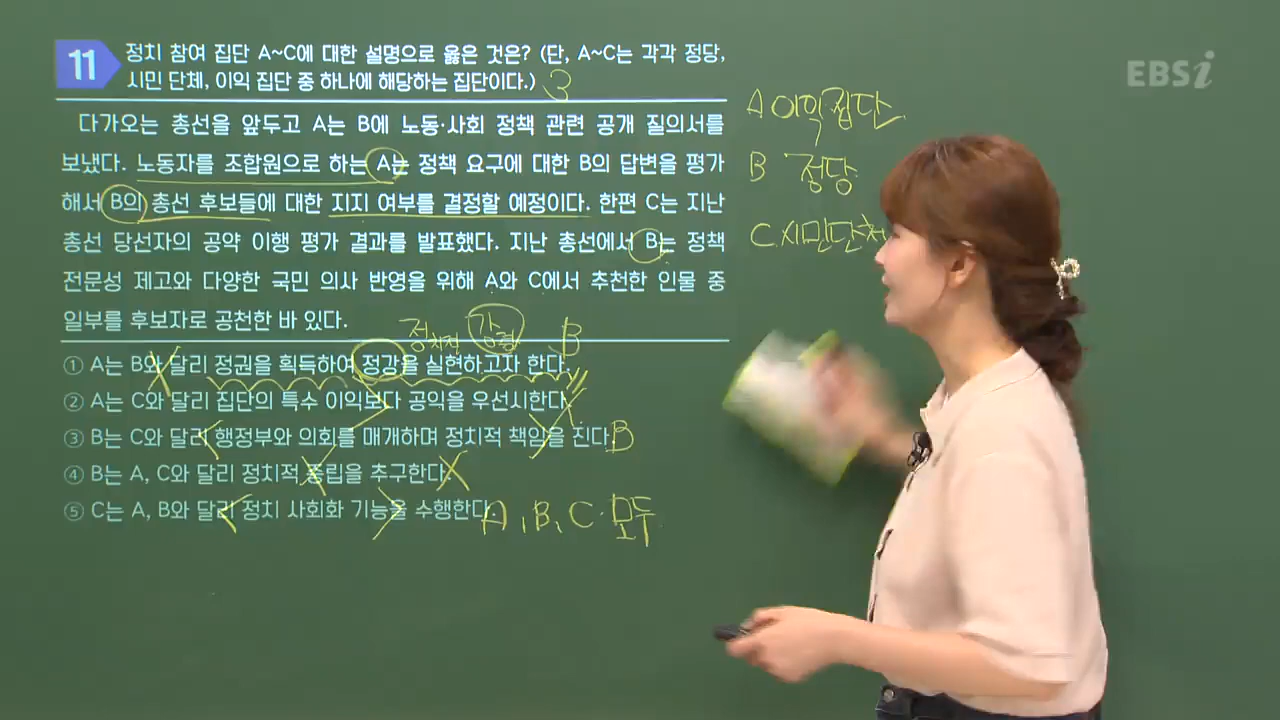 11
정치 참여 집단 A~C에 대한 설명으로 옳은 것은? (단, A~C는 각각 정당,
시민 단체, 이익 집단 중 하나에 해당하는 집단이다.) 3
다가오는 총선을 앞두고 A는 B에 노동·사회 정책 관련 공개 질의서를
보냈다. 노동자를 조합원으로 하는 A는 정책 요구에 대한 B의 답변을 평가
해서 B의 총선 후보들에 대한 지지 여부를 결정할 예정이다. 한편 C는 지난
총선 당선자의 공약 이행 평가 결과를 발표했다. 지난 총선에서 B는 정책
전문성 제고와 다양한 국민 의사 반영을 위해 A와 C에서 추천한 인물 중
일부를 후보자로 공천한 바 있다.
정치적 강령 B
① A는 B와 달리 정권을 획득하여 정강을 실현하고자 한다.
② A는 C와 달리 집단의 특수 이익보다 공익을 우선시한다.
③ B는 C와 달리 행정부와 의회를 매개하며 정치적 책임을 진다. B
④ B는 A, C와 달리 정치적 중립을 추구한다.
⑤ C는 A, B와 달리 정치 사회화 기능을 수행한다.
A, B, C 모두
A 이익집단
B 정당
C 시민단체
EBSi